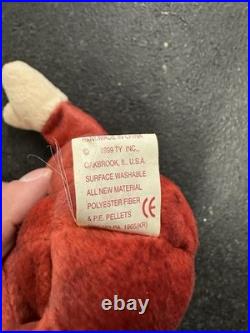 MADE IN CHINA
© 1999 TY INC.,
OAKBROOK, IL. U.S.A.
SURFACE WASHABLE
ALL NEW MATERIAL
POLYESTER FIBER
& P.E. PELLETS CE
PA. 1965(KR)